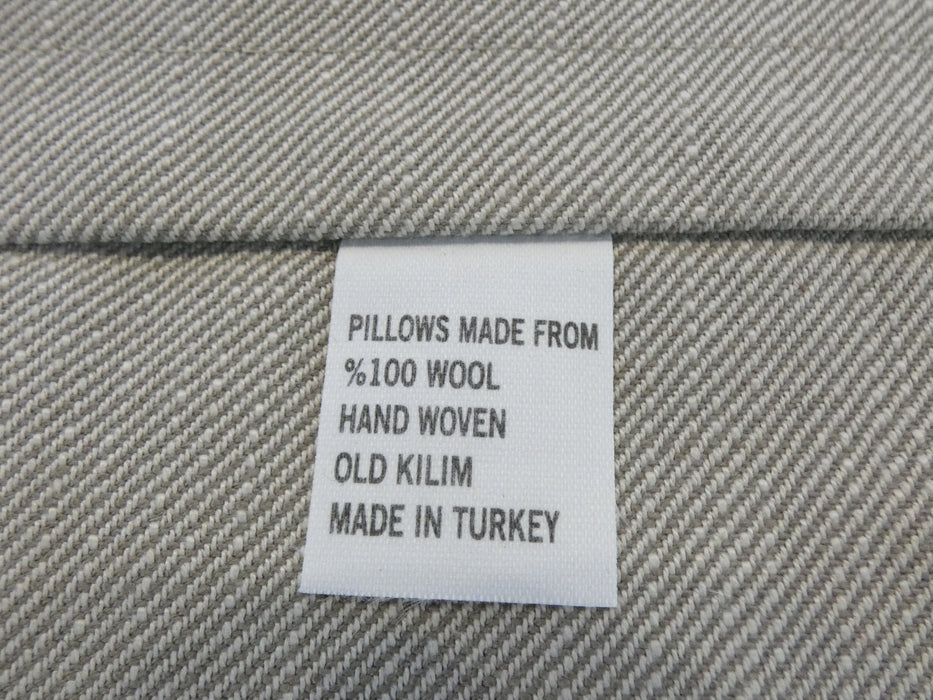 PILLOWS MADE FROM
%100 WOOL
HAND WOVEN
OLD KILIM
MADE IN TURKEY